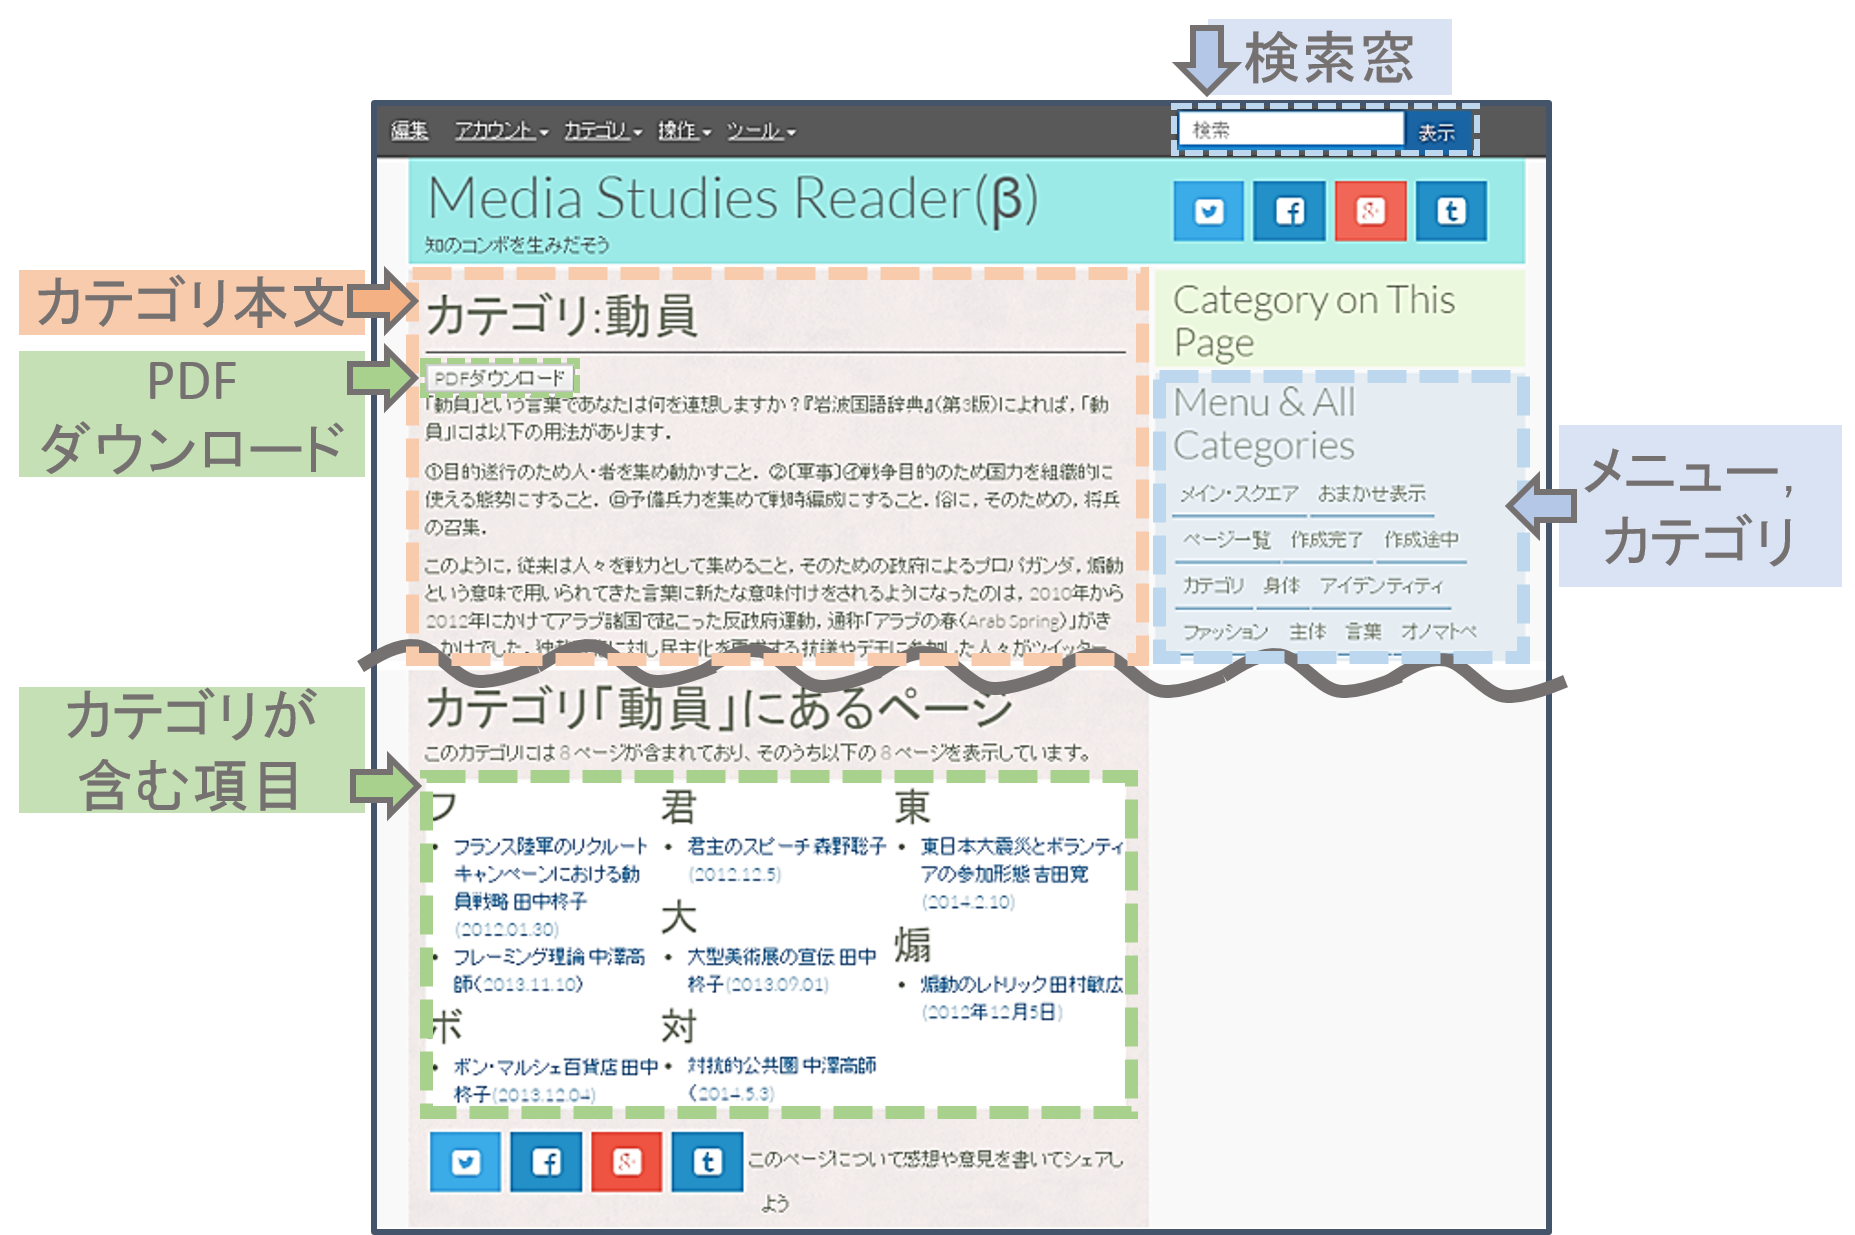 検索窓
編集 アカウント カテゴリ 操作 ツール
検索 表示
Media Studies Reader(β)
知のコンボを生みだそう
カテゴリ本文
カテゴリ:動員
PDF
ダウンロード
PDFダウンロード
「動員」という言葉であなたは何を連想しますか？『岩波国語辞典』(第3版)によれば，「動
員」には以下の用法があります．
①目的遂行のため人・者を集め動かすこと．②〔軍事〕㋑戦争目的のため国力を組織的に
使える態勢にすること．㋺予備兵力を集めて戦時編成にすること．俗に，そのための，将兵
の召集．
このように，従来は人々を戦力として集めること，そのための政府によるプロパガンダ，煽動
という意味で用いられてきた言葉に新たな意味付けをされるようになったのは，2010年から
2012年にかけてアラブ諸国で起こった反政府運動，通称「アラブの春(Arab Spring)」がき
対し民主化を要求する抗議やデモに参加した人々がツイッター
Category on This
Page
Menu & All
Categories
メイン・スクエア おまかせ表示
ページ一覧 作成完了 作成途中
カテゴリ 身体 アイデンティティ
ファッション 主体 言葉 オノマトペ
メニュー,
カテゴリ
カテゴリが
含む項目
カテゴリ「動員」にあるページ
このカテゴリには 8 ページが含まれており、そのうち以下の 8 ページを表示しています。
フ
フランス陸軍のリクルート
キャンペーンにおける動
員戦略 田中柊子
(2012.01.30)
フレーミング理論 中澤高
師(2013.11.10)
ボ
ボン・マルシェ百貨店 田中
柊子(2013.12.04)
君
君主のスピーチ 森野聡子
(2012.12.5)
大
大型美術展の宣伝 田中
柊子(2013.09.01)
対
対抗的公共圏 中澤高師
(2014.5.3)
東
東日本大震災とボランティ
アの参加形態 吉田寛
(2014.2.10)
煽
煽動のレトリック 田村敏広
(2012年12月5日)
このページについて感想や意見を書いてシェアし
よう